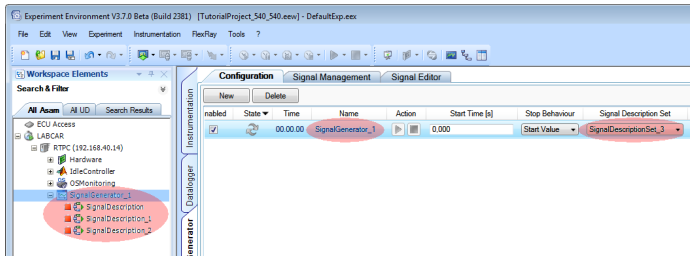 Experiment Environment V3.7.0 Beta (Build 2381) [TutorialProject_540_540.eew] - DefaultExp.eex
File Edit View Experiment Instrumentation FlexRay Tools ?
Workspace Elements
Search & Filter
All Asam All UD Search Results
ECU Access
LABCAR
RTPC (192.168.40.14)
Hardware
IdleController
OSMonitoring
SignalGenerator_1
SignalDescription
SignalDescription_1
SignalDescription_2
Instrumentation
Datalogger
enerator
Configuration Signal Management Signal Editor
New Delete
nabled State Time Name Action Start Time [s] Stop Behaviour Signal Description Set
00.00.00 SignalGenerator_1 0,000 Start Value SignalDescriptionSet_3